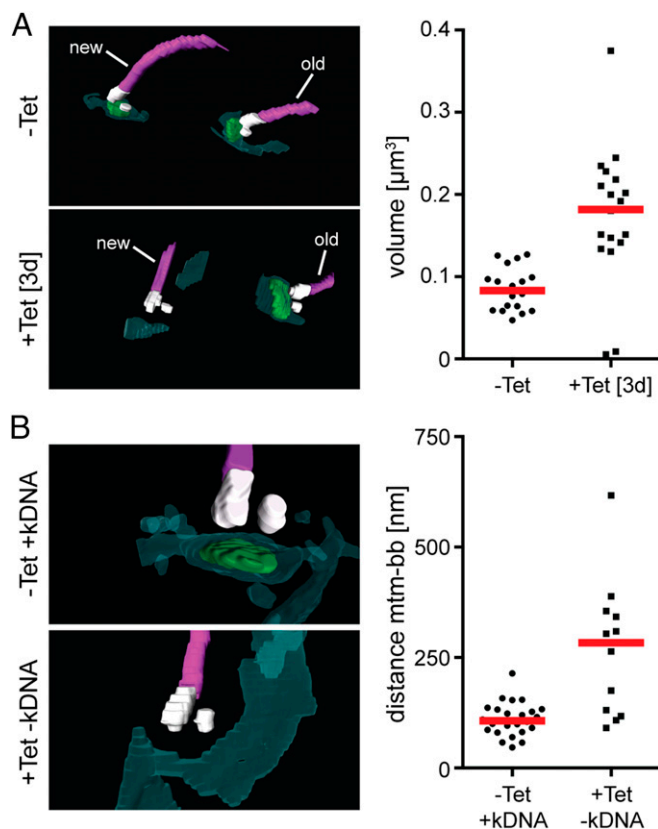 A
-Tet
new
old
+Tet [3d]
new
old
volume [µm³]
0.4
0.3
0.2
0.1
0
-Tet
+Tet [3d]
B
-Tet +kDNA
+Tet -kDNA
distance mtm-bb [nm]
750
500
250
0
-Tet
+kDNA
+Tet
-kDNA